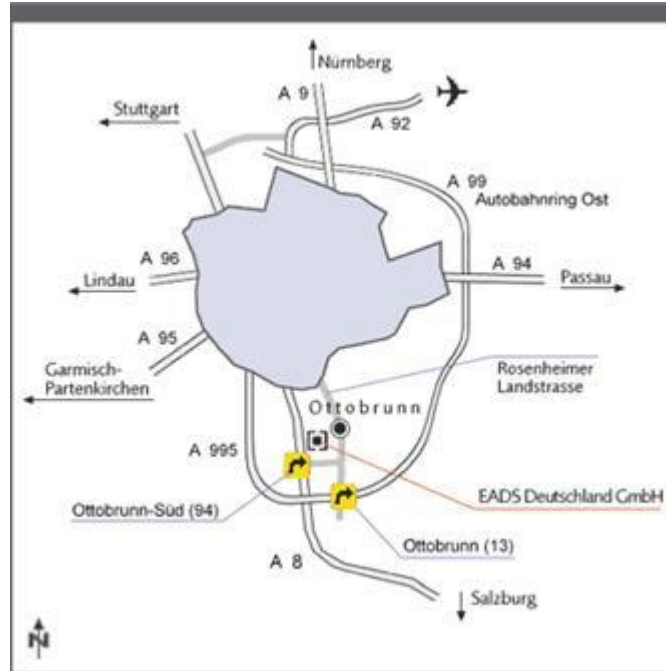 Nürnberg
A 9
Stuttgart
A 92
A 99
Autobahnring Ost
A 96
A 94
Lindau
Passau
A 95
Garmisch-
Partenkirchen
Rosenheimer
Landstrasse
Ottobrunn
A 995
EADS Deutschland GmbH
Ottobrunn-Süd (94)
Ottobrunn (13)
A 8
Salzburg
N